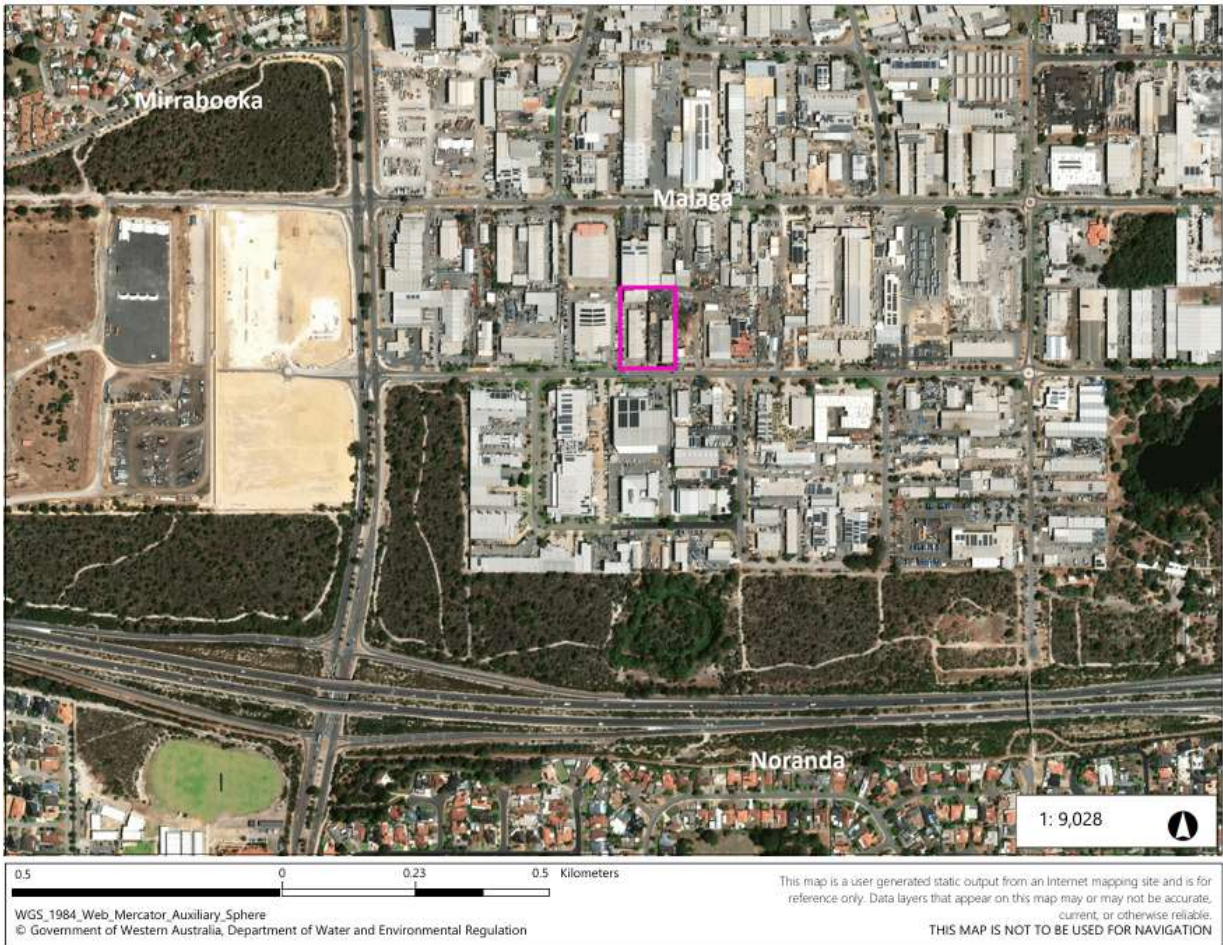 Mirrabooka
Malaga
Noranda
1: 9,028
0.5 0 0.23 0.5 Kilometers
WGS_1984_Web_Mercator_Auxiliary_Sphere
© Government of Western Australia, Department of Water and Environmental Regulation
This map is a user generated static output from an Internet mapping site and is for
reference only. Data layers that appear on this map may or may not be accurate,
current, or otherwise reliable.
THIS MAP IS NOT TO BE USED FOR NAVIGATION